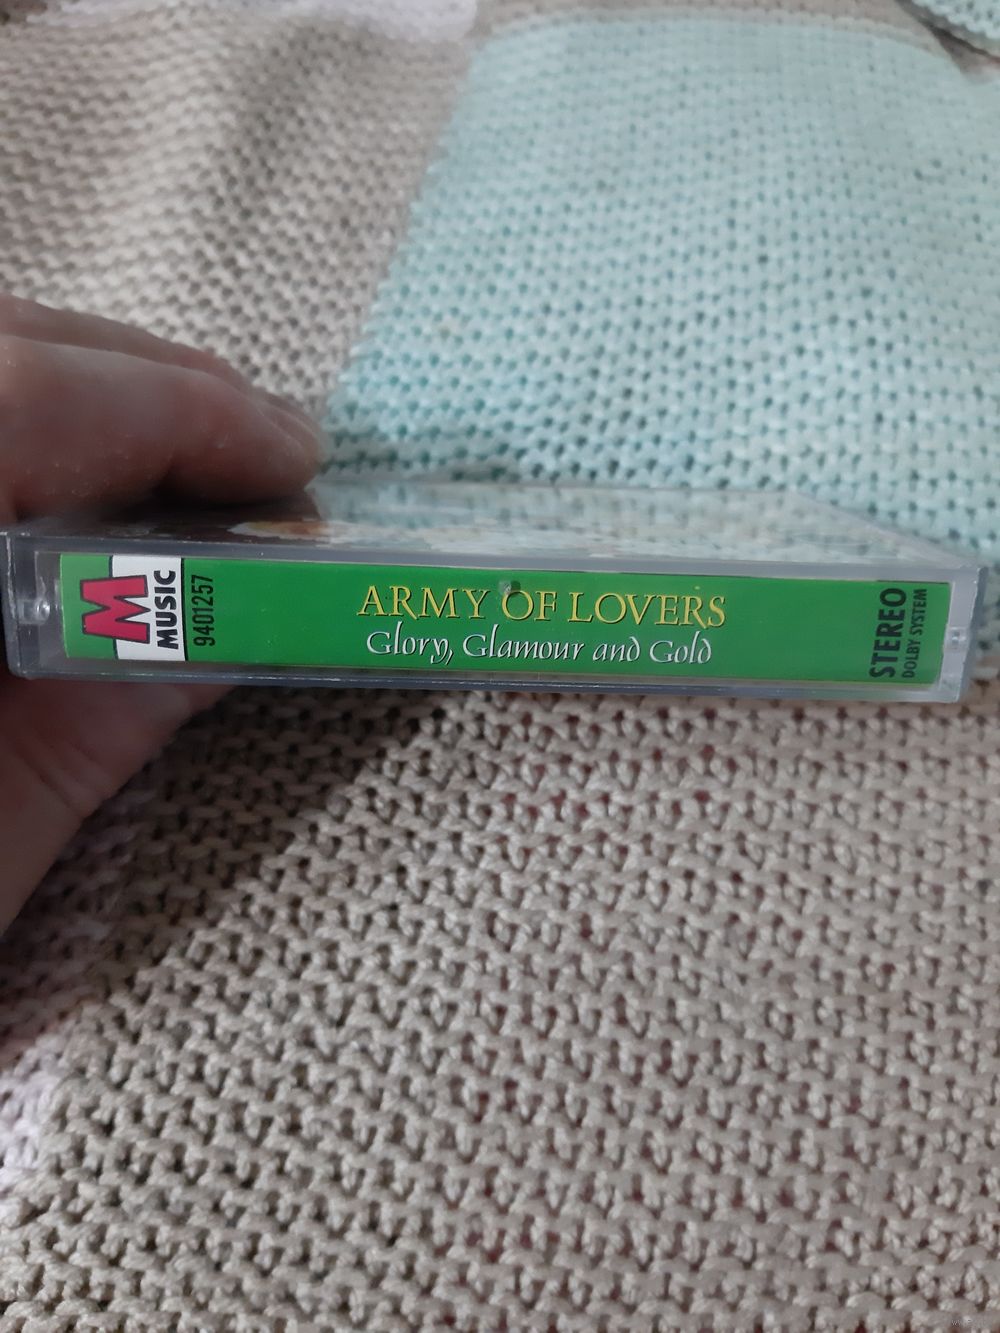 M
MUSIC
9401257
ARMY OF LOVERS
Glory, Glamour and Gold
STEREO
DOLBY SYSTEM